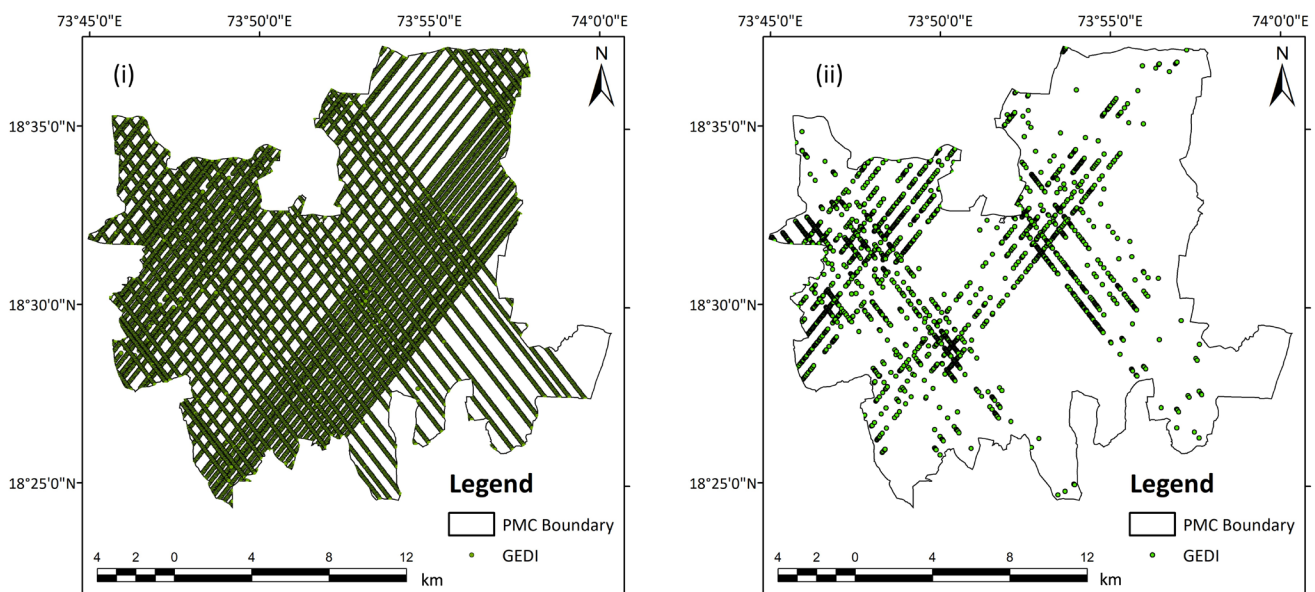 73°45'0"E 73°50'0"E 73°55'0"E 74°0'0"E
(i)
N
18°35'0"N
18°30'0"N
18°25'0"N
Legend
PMC Boundary
GEDI
4 2 0 4 8 12
km
73°45'0"E 73°50'0"E 73°55'0"E 74°0'0"E
(ii)
N
18°35'0"N
18°30'0"N
18°25'0"N
Legend
PMC Boundary
GEDI
4 2 0 4 8 12
km